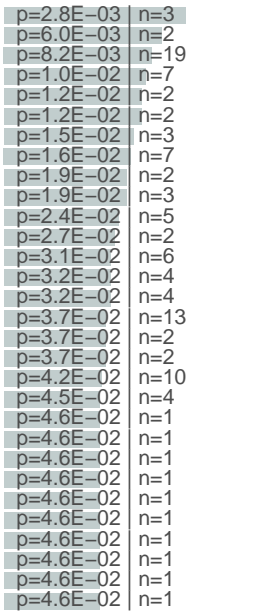 p=2.8E−03 | n=3
p=6.0E−03 | n=2
p=8.2E−03 | n=19
p=1.0E−02 | n=7
p=1.2E−02 | n=2
p=1.2E−02 | n=2
p=1.5E−02 | n=3
p=1.6E−02 | n=7
p=1.9E−02 | n=2
p=1.9E−02 | n=3
p=2.4E−02 | n=5
p=2.7E−02 | n=2
p=3.1E−02 | n=6
p=3.2E−02 | n=4
p=3.2E−02 | n=4
p=3.7E−02 | n=13
p=3.7E−02 | n=2
p=3.7E−02 | n=2
p=4.2E−02 | n=10
p=4.5E−02 | n=4
p=4.6E−02 | n=1
p=4.6E−02 | n=1
p=4.6E−02 | n=1
p=4.6E−02 | n=1
p=4.6E−02 | n=1
p=4.6E−02 | n=1
p=4.6E−02 | n=1
p=4.6E−02 | n=1
p=4.6E−02 | n=1